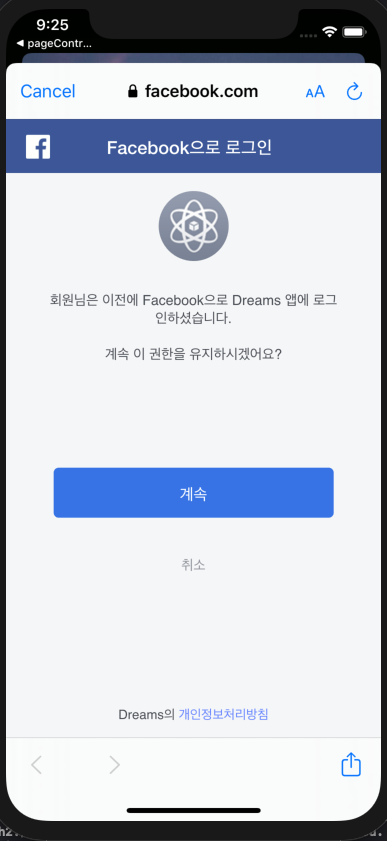 9:25
◀ pageContr...
Cancel
facebook.com
AA
Facebook으로 로그인
회원님은 이전에 Facebook으로 Dreams 앱에 로그
인하셨습니다.
계속 이 권한을 유지하시겠어요?
계속
취소
Dreams의 개인정보처리방침